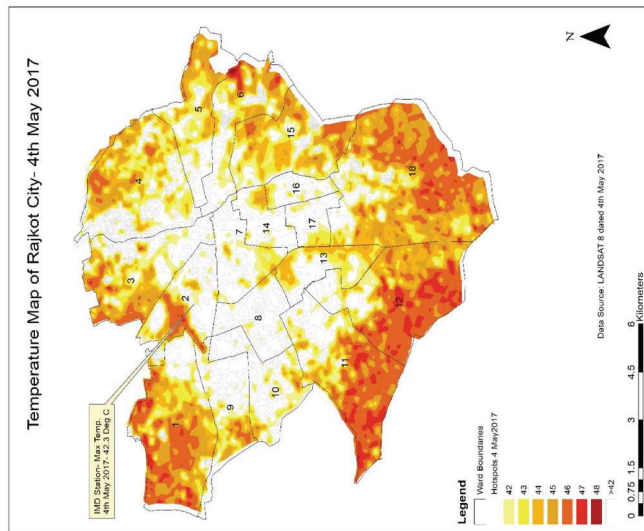 Temperature Map of Rajkot City- 4th May 2017
IMD Station- Max Temp.
4th May 2017- 42.3 Deg C
N
1
2
3
4
5
6
7
8
9
10
11
12
13
14
15
16
17
18
Legend
Ward Boundaries
Hotspots 4 May2017
42
43
44
45
46
47
48
>42
Data Source: LANDSAT 8 dated 4th May 2017
0 0.75 1.5 3 4.5 6
Kilometers